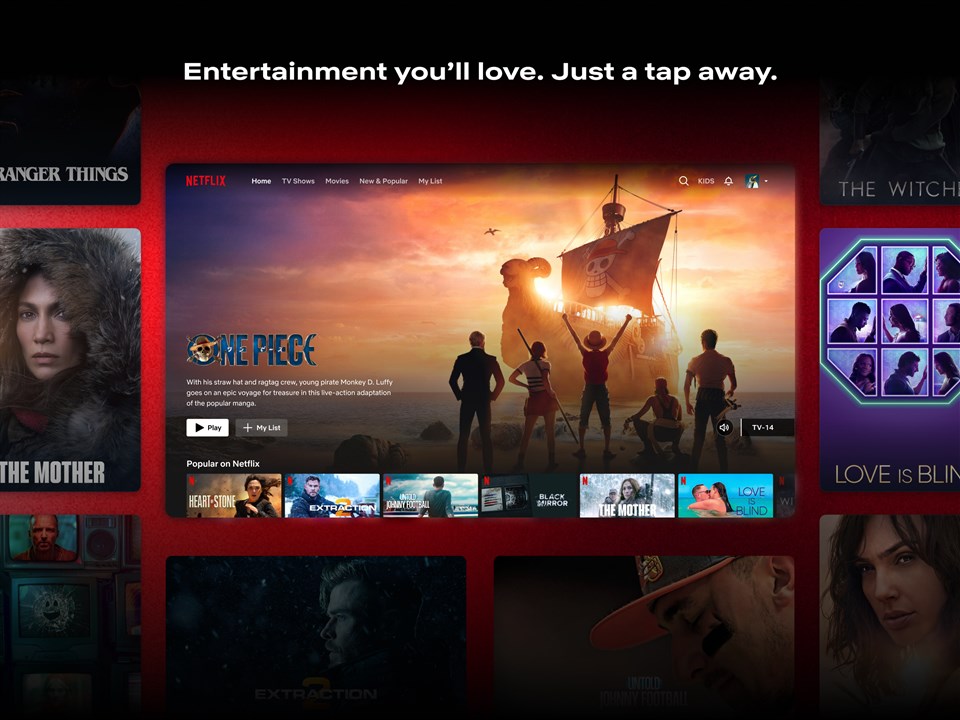 Entertainment you’ll love. Just a tap away.
RANGER THINGS
THE WITCHE
NETFLIX Home TV Shows Movies New & Popular My List KIDS
ONE PIECE
With his straw hat and ragtag crew, young pirate Monkey D. Luffy
goes on an epic voyage for treasure in this live-action adaptation
of the popular manga.
Play My List TV-14
Popular on Netflix
HEART OF STONE
EXTRACTION 2
UNTOLD:
JOHNNY FOOTBALL
BLACK
MIRROR
THE MOTHER
LOVE
IS
BLIND
WI
THE MOTHER
LOVE IS BLIN
EXTRACTION
2
UNTOLD:
JOHNNY FOOTBALL